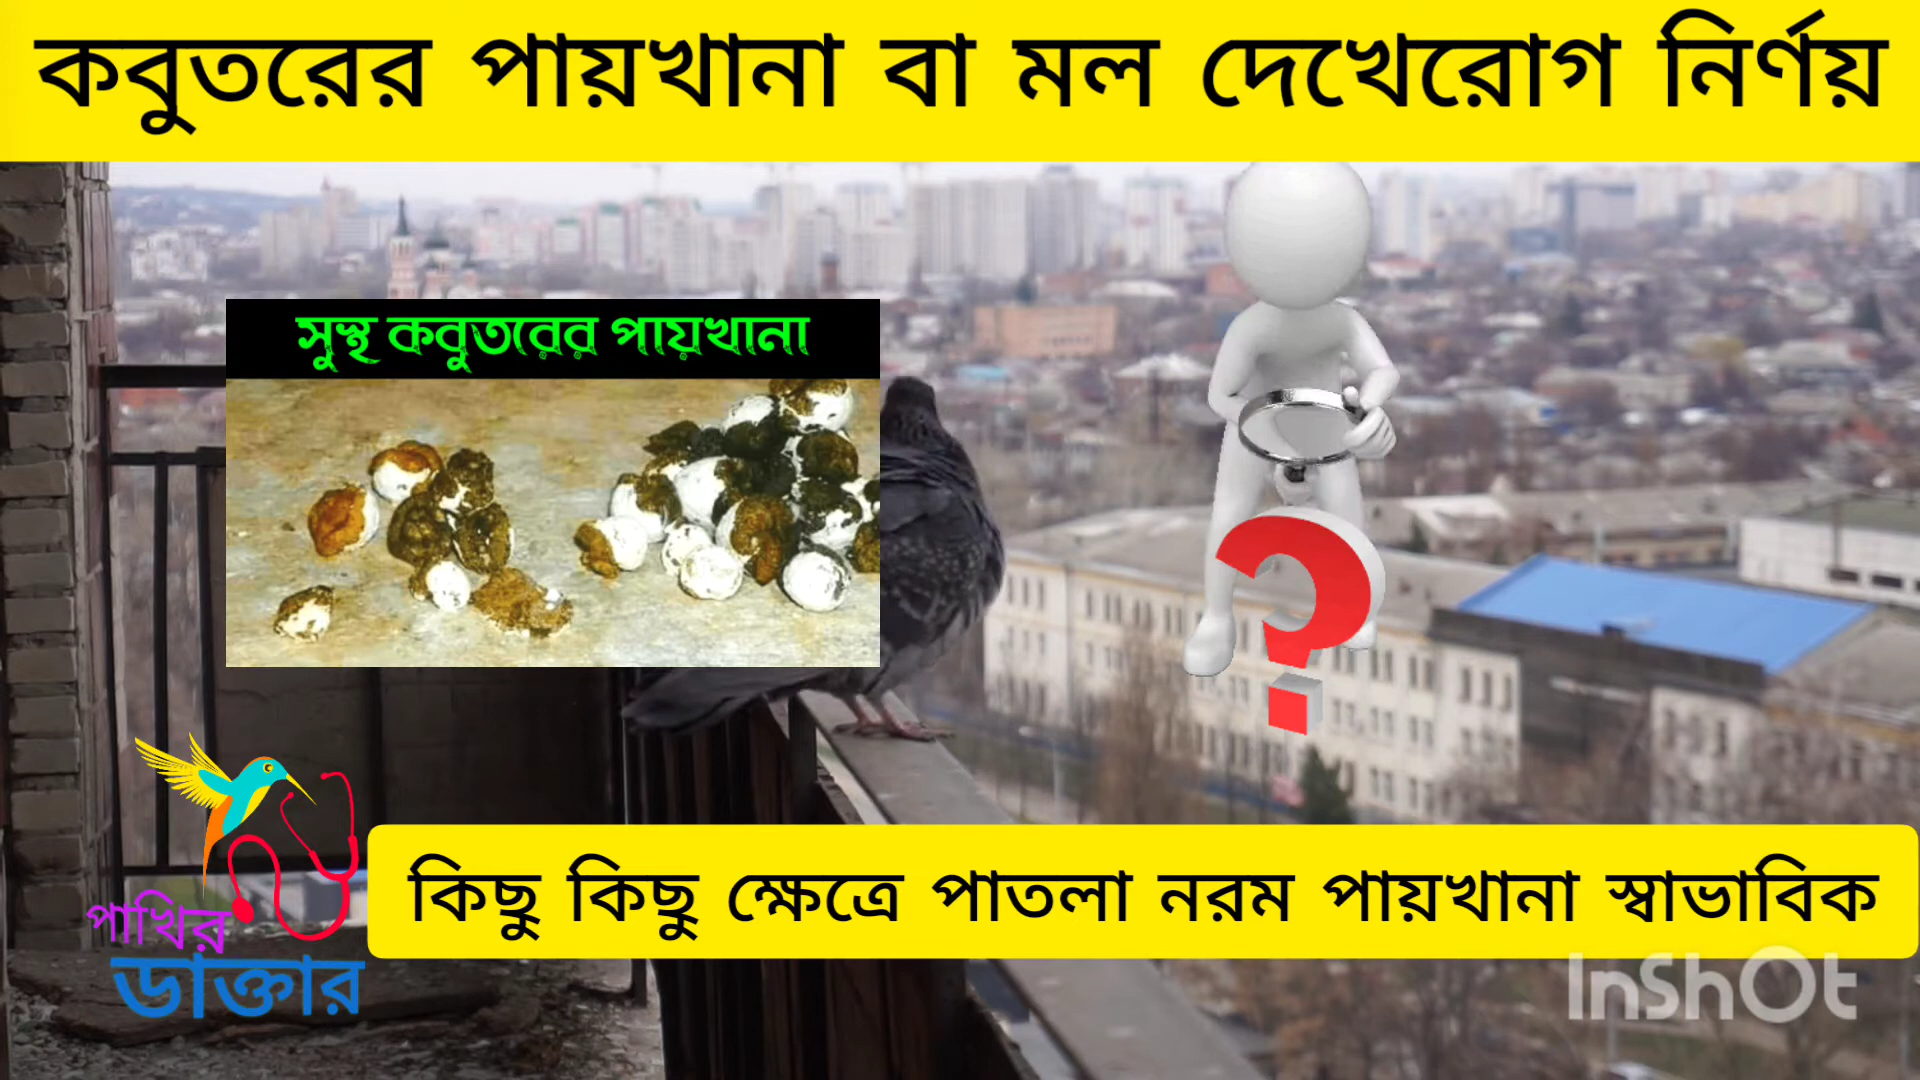 কবুতরের পায়খানা বা মল দেখেরোগ নির্ণয়
সুস্থ কবুতরের পায়খানা
কিছু কিছু ক্ষেত্রে পাতলা নরম পায়খানা স্বাভাবিক
পাখির
ডাক্তার
InShOt